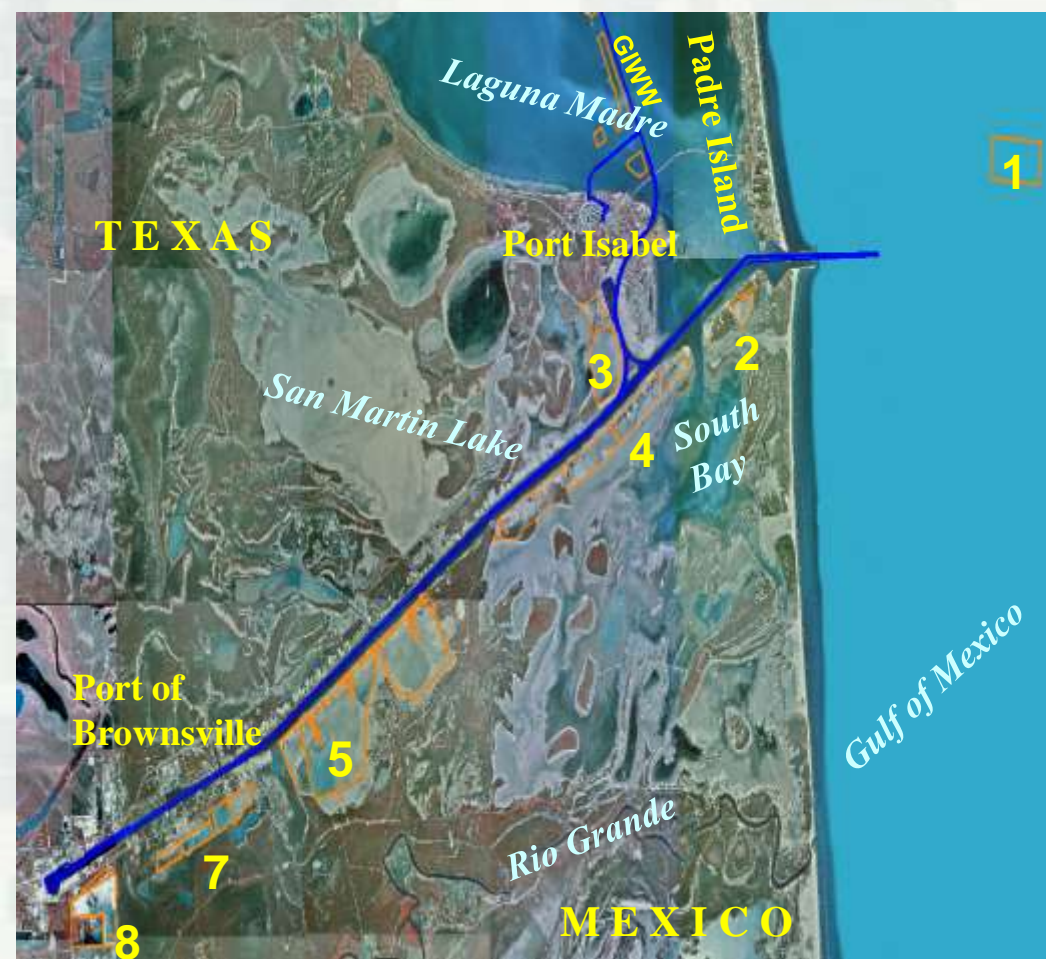 GIWW
Padre Island
Laguna Madre
1
TEXAS
Port Isabel
2
3
San Martin Lake
4
South
Bay
Gulf of Mexico
Port of
Brownsville
5
Rio Grande
7
MEXICO
8